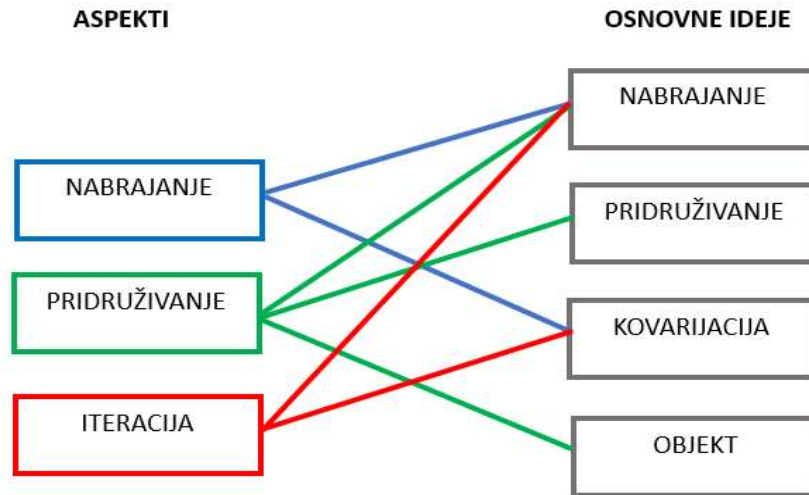 ASPEKTI
OSNOVNE IDEJE
NABRAJANJE
PRIDRUŽIVANJE
ITERACIJA
NABRAJANJE
PRIDRUŽIVANJE
KOVARIJACIJA
OBJEKT